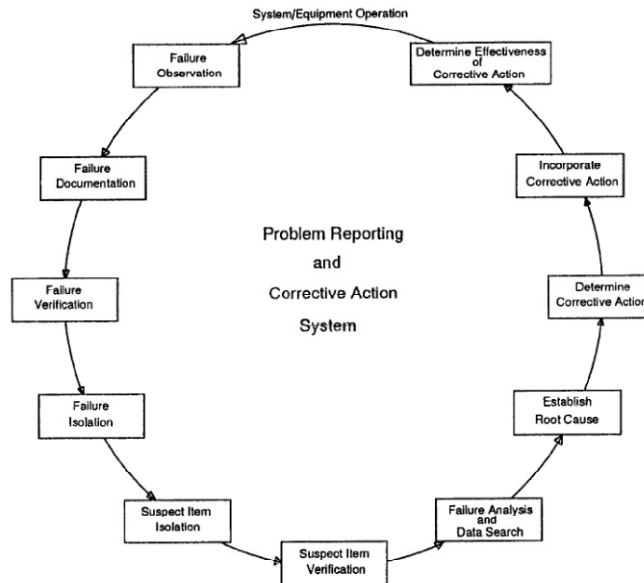 System/Equipment Operation
Failure
Observation
Determine Effectiveness
of
Corrective Action
Failure
Documentation
Incorporate
Corrective Action
Problem Reporting
and
Corrective Action
System
Failure
Verification
Determine
Corrective Action
Failure
Isolation
Establish
Root Cause
Suspect Item
Isolation
Failure Analysis
and
Data Search
Suspect Item
Verification